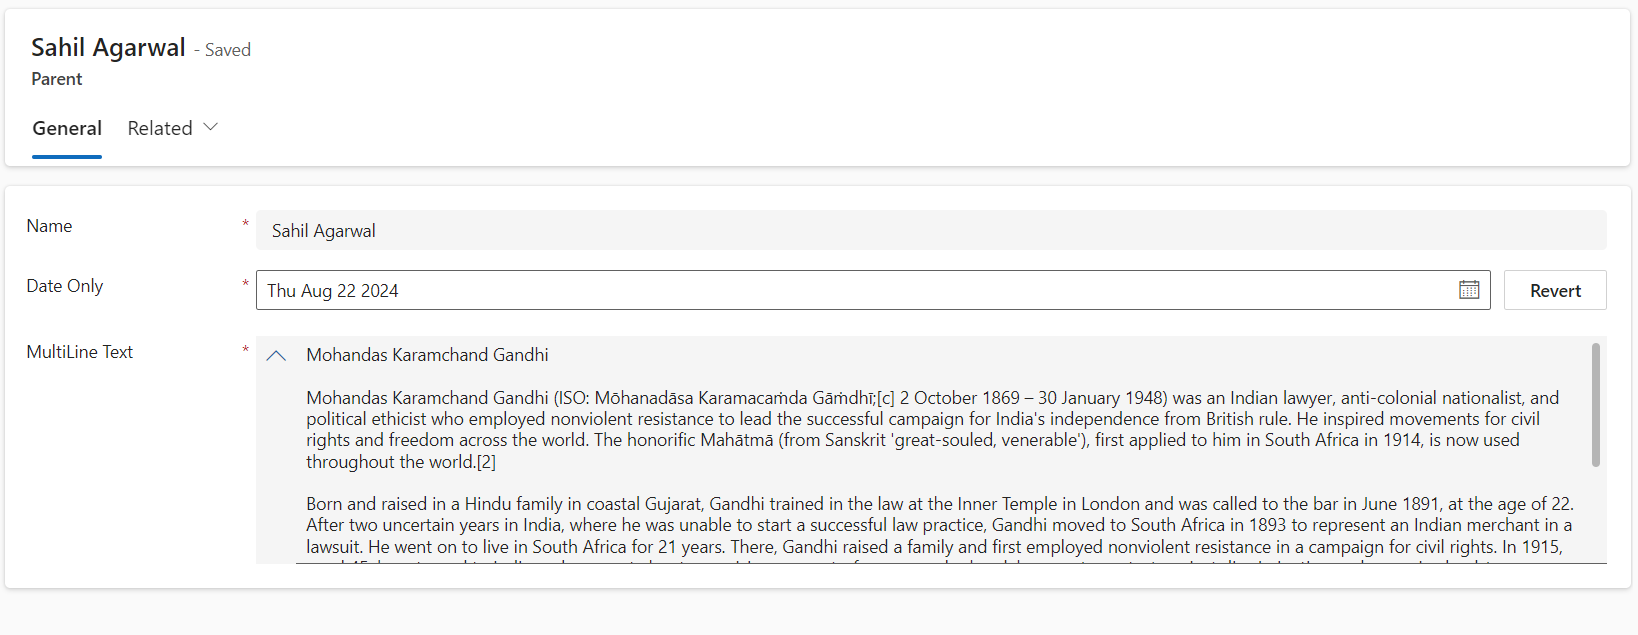 Sahil Agarwal - Saved
Parent
General Related
Name * Sahil Agarwal
Date Only * Thu Aug 22 2024 Revert
MultiLine Text * Mohandas Karamchand Gandhi
Mohandas Karamchand Gandhi (ISO: Mōhanadāsa Karamacaṁda Gāṁdhī;[c] 2 October 1869 – 30 January 1948) was an Indian lawyer, anti-colonial nationalist, and
political ethicist who employed nonviolent resistance to lead the successful campaign for India's independence from British rule. He inspired movements for civil
rights and freedom across the world. The honorific Mahātmā (from Sanskrit 'great-souled, venerable'), first applied to him in South Africa in 1914, is now used
throughout the world.[2]
Born and raised in a Hindu family in coastal Gujarat, Gandhi trained in the law at the Inner Temple in London and was called to the bar in June 1891, at the age of 22.
After two uncertain years in India, where he was unable to start a successful law practice, Gandhi moved to South Africa in 1893 to represent an Indian merchant in a
lawsuit. He went on to live in South Africa for 21 years. There, Gandhi raised a family and first employed nonviolent resistance in a campaign for civil rights. In 1915,